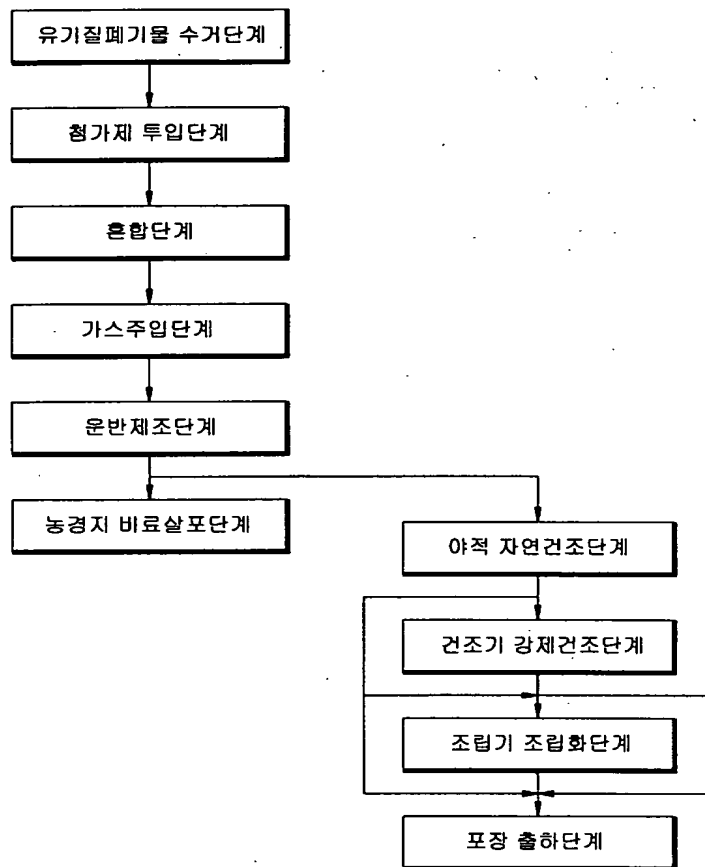 유기질폐기물 수거단계
첨가제 투입단계
혼합단계
가스주입단계
운반제조단계
농경지 비료살포단계
야적 자연건조단계
건조기 강제건조단계
조립기 조립화단계
포장 출하단계